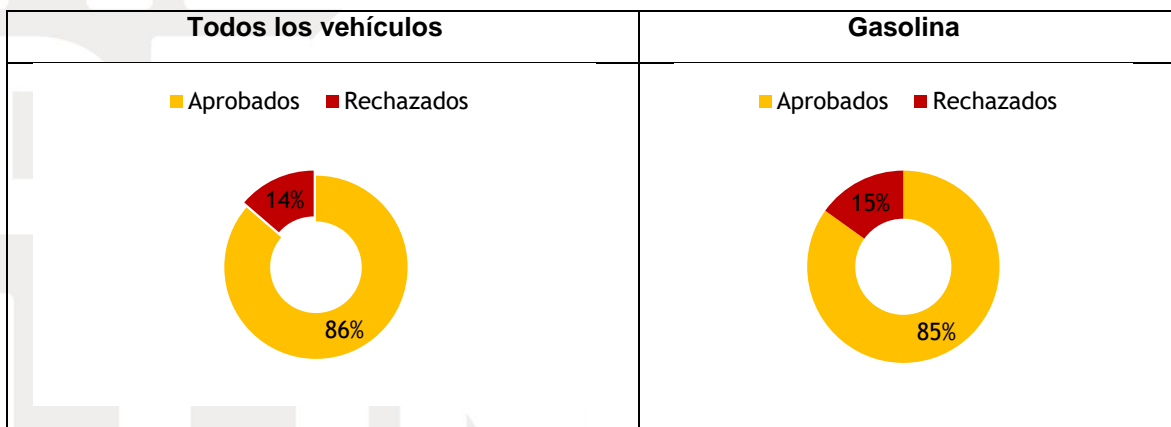 Todos los vehículos
Gasolina
Aprobados Rechazados
14%
86%
Aprobados Rechazados
15%
85%